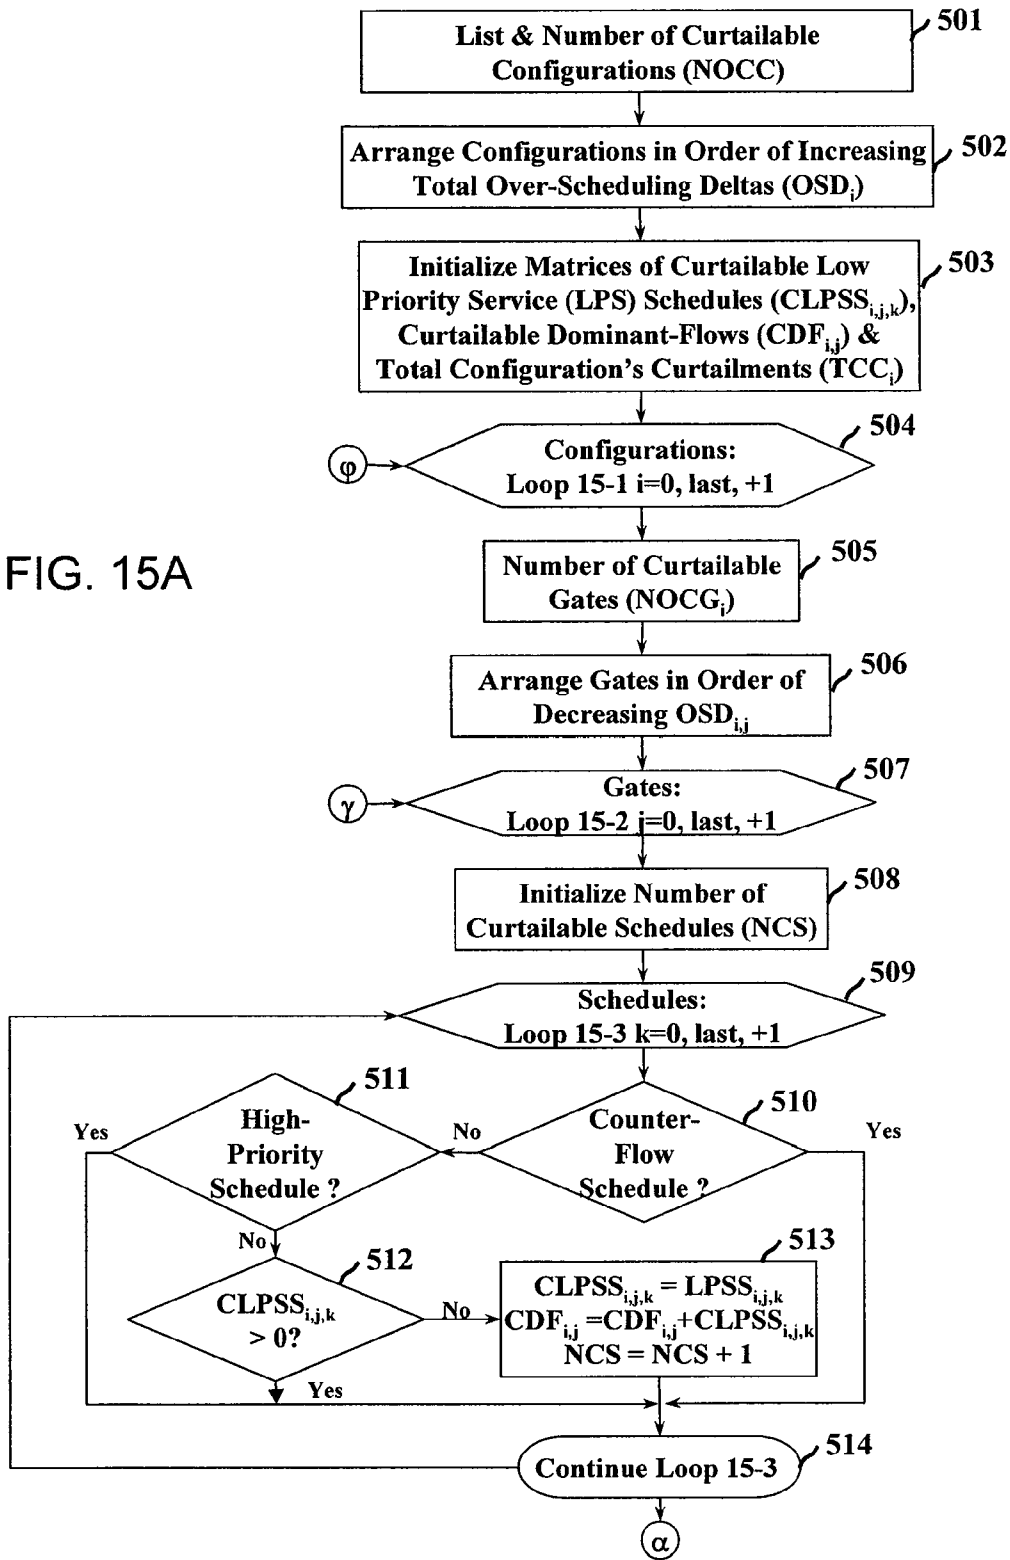 List & Number of Curtailable
Configurations (NOCC)
501
Arrange Configurations in Order of Increasing
Total Over-Scheduling Deltas (OSDi)
502
Initialize Matrices of Curtailable Low
Priority Service (LPS) Schedules (CLPSSi,j,k),
Curtailable Dominant-Flows (CDFi,j) &
Total Configuration's Curtailments (TCCi)
503
φ
Configurations:
Loop 15-1 i=0, last, +1
504
FIG. 15A
Number of Curtailable
Gates (NOCGi)
505
Arrange Gates in Order of
Decreasing OSDi,j
506
γ
Gates:
Loop 15-2 j=0, last, +1
507
Initialize Number of
Curtailable Schedules (NCS)
508
Schedules:
Loop 15-3 k=0, last, +1
509
Counter-
Flow
Schedule ?
510
Yes
No
High-
Priority
Schedule ?
511
Yes
No
CLPSSi,j,k
> 0?
512
No
Yes
CLPSSi,j,k = LPSSi,j,k
CDFi,j =CDFi,j+CLPSSi,j,k
NCS = NCS + 1
513
Continue Loop 15-3
514
α